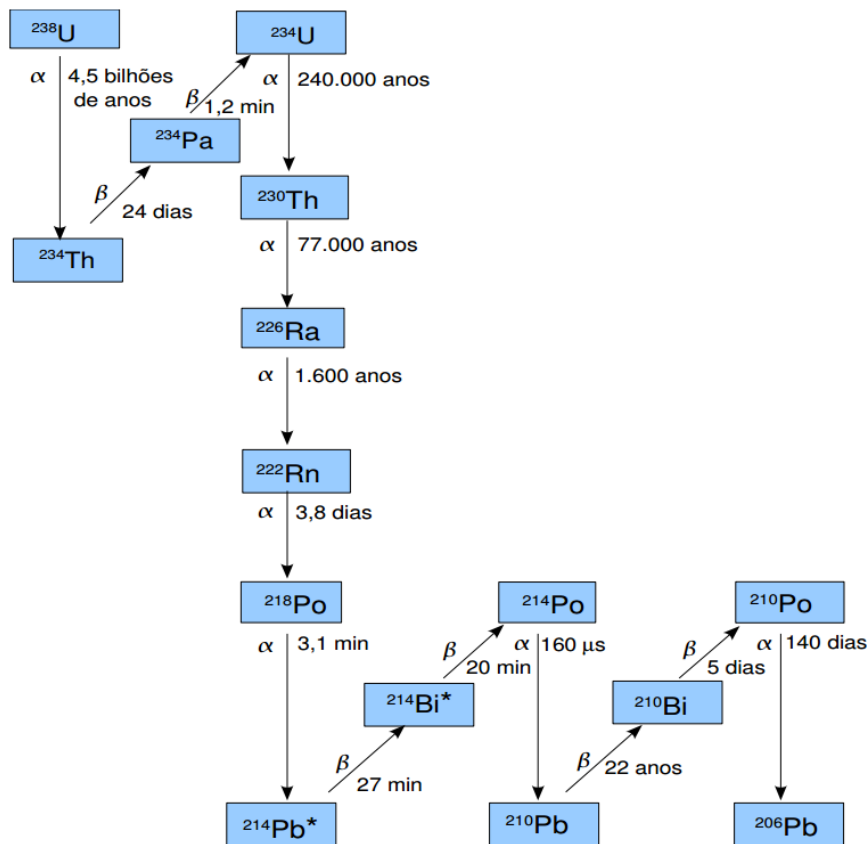 ²³⁸U
²³⁴U
α 4,5 bilhões
de anos
β 1,2 min
α 240.000 anos
²³⁴Pa
β 24 dias
²³⁰Th
²³⁴Th
α 77.000 anos
²²⁶Ra
α 1.600 anos
²²²Rn
α 3,8 dias
²¹⁸Po
²¹⁴Po
²¹⁰Po
α 3,1 min
β 20 min
α 160 µs
β 5 dias
α 140 dias
²¹⁴Bi*
²¹⁰Bi
β 27 min
β 22 anos
²¹⁴Pb*
²¹⁰Pb
²⁰⁶Pb